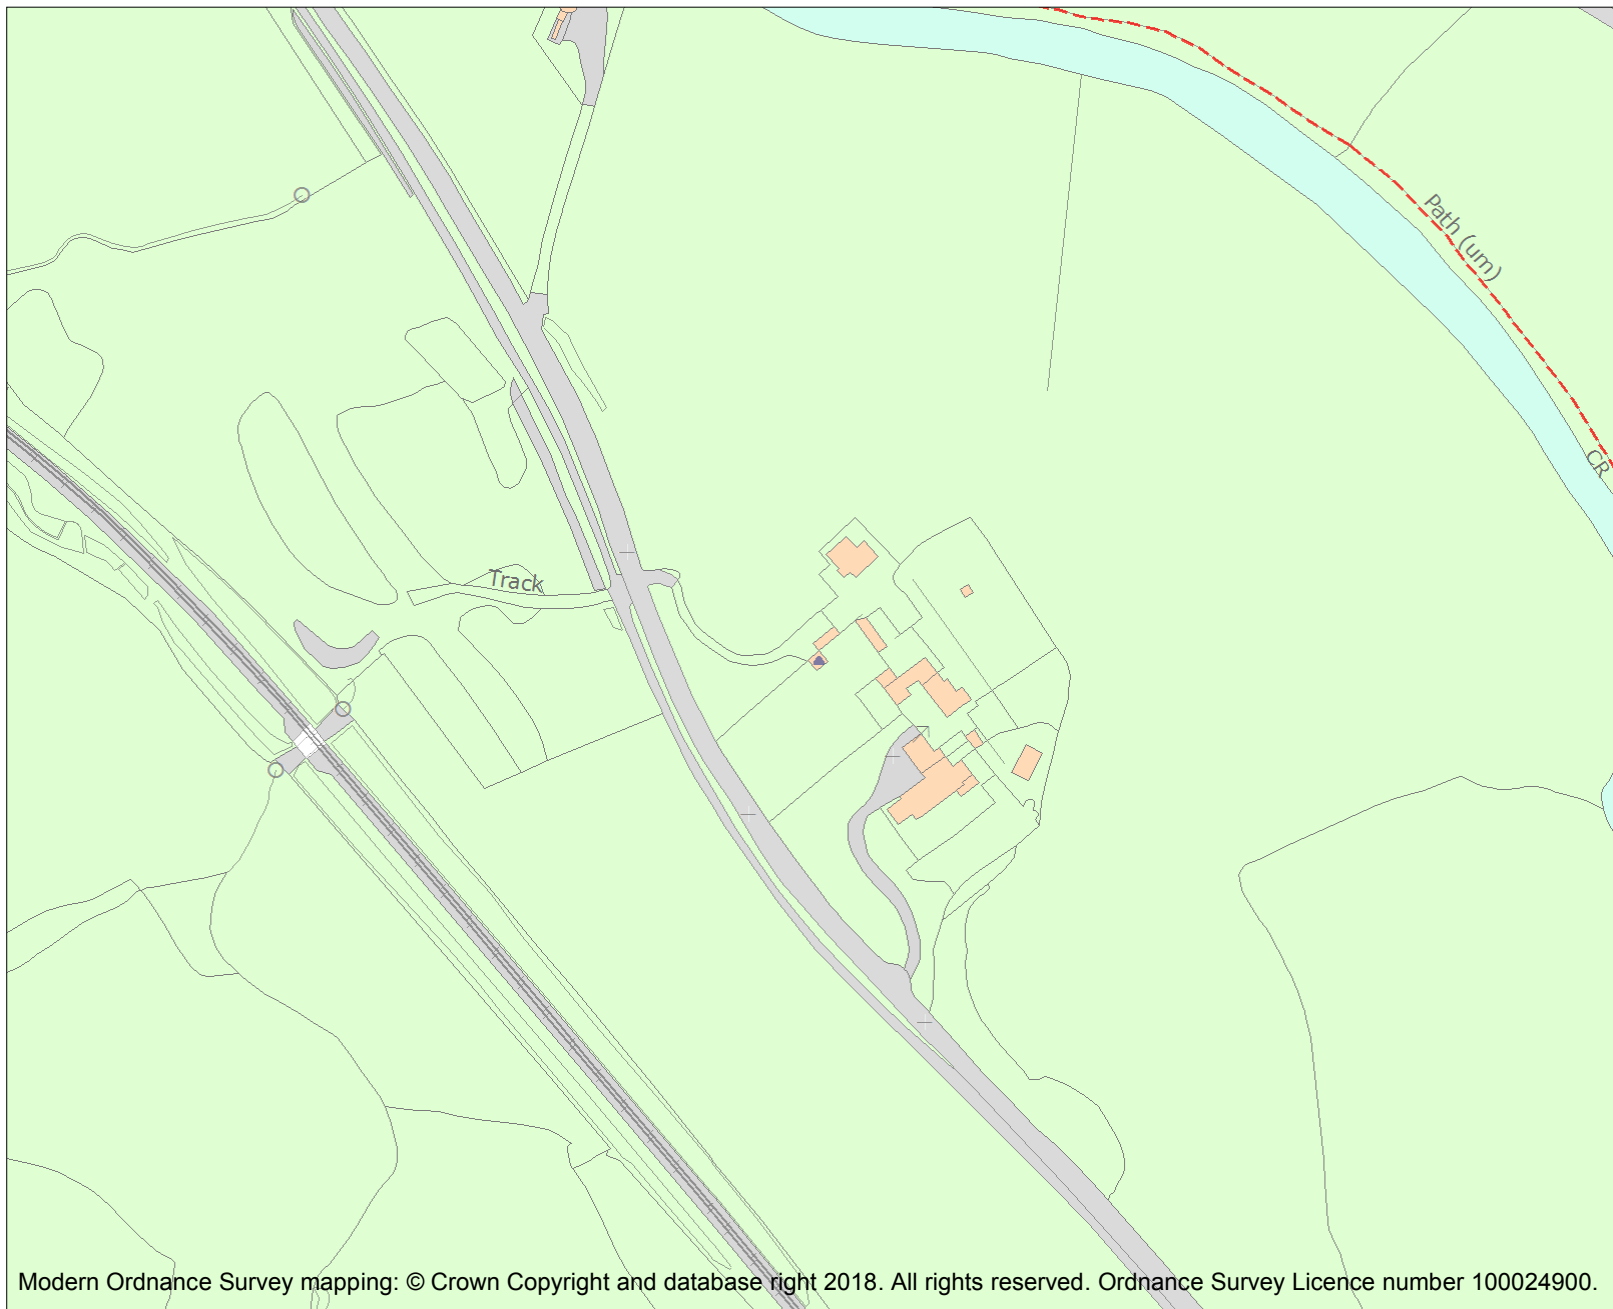 Path (um)
CR
Track
Modern Ordnance Survey mapping: © Crown Copyright and database right 2018. All rights reserved. Ordnance Survey Licence number 100024900.